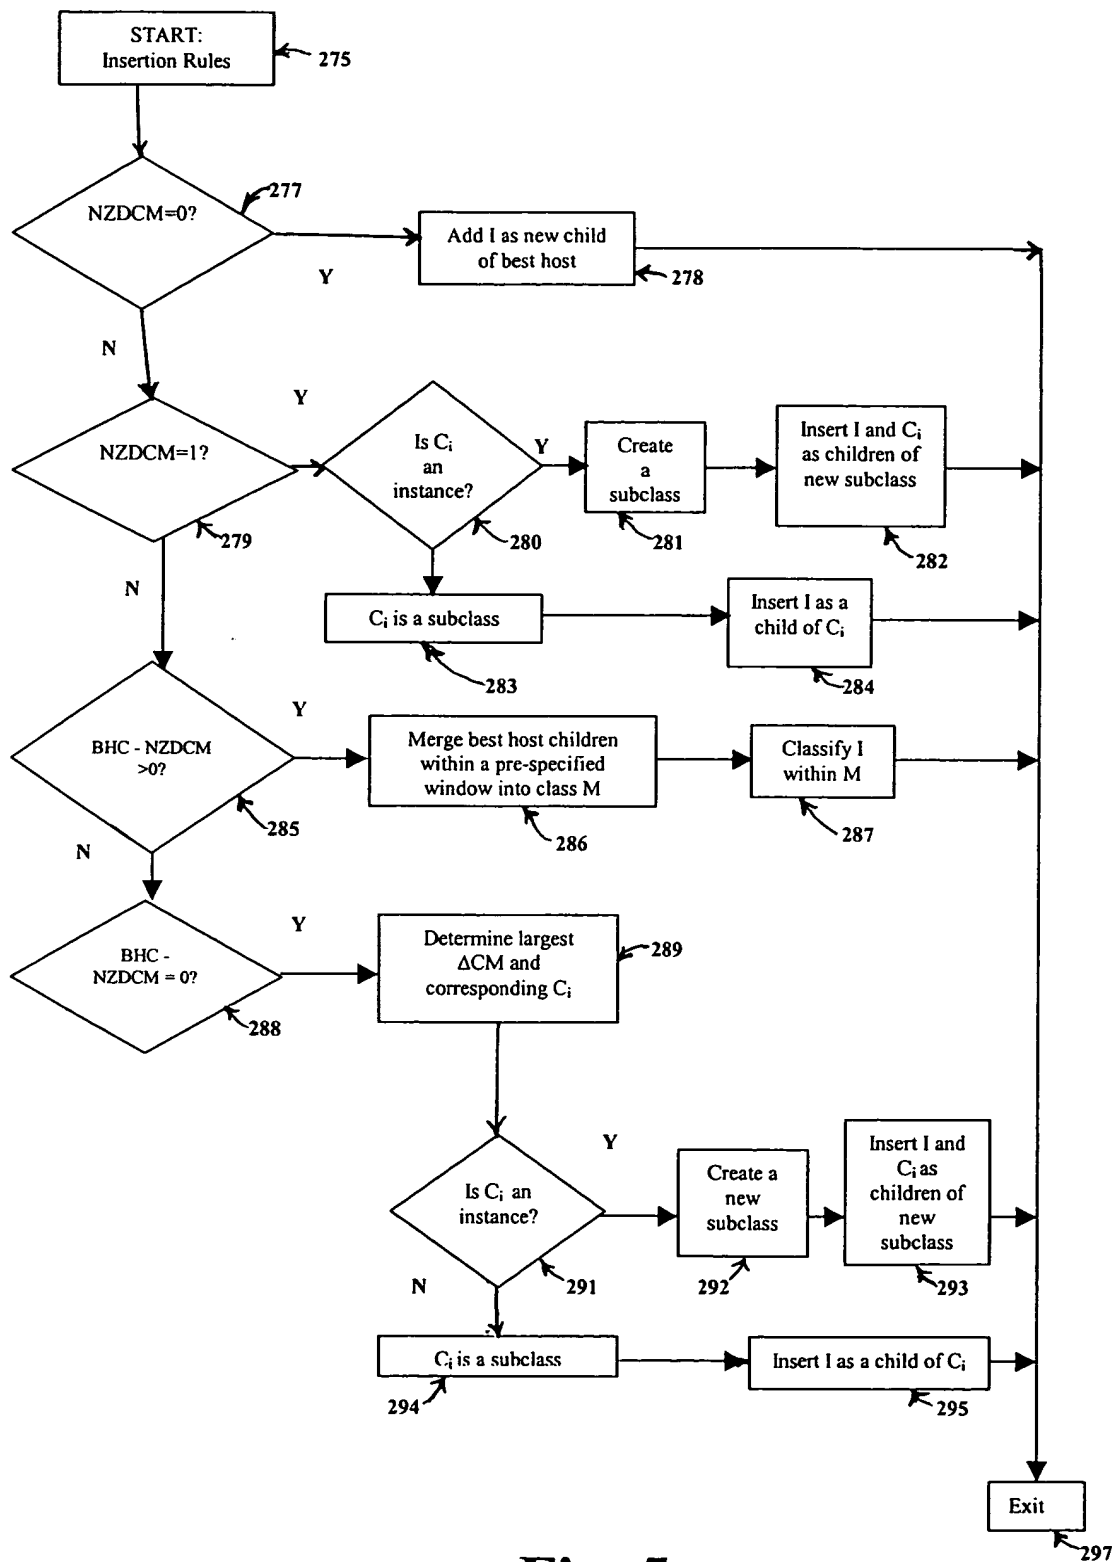 START:
Insertion Rules
275
NZDCM=0?
277
Y
Add I as new child
of best host
278
N
NZDCM=1?
279
Y
Is Ci
an
instance?
280
Y
Create
a
subclass
281
Insert I and Ci
as children of
new subclass
282
N
Ci is a subclass
283
Insert I as a
child of Ci
284
BHC - NZDCM
>0?
285
Y
Merge best host children
within a pre-specified
window into class M
286
Classify I
within M
287
N
BHC -
NZDCM = 0?
288
Y
Determine largest
ΔCM and
corresponding Ci
289
Is Ci an
instance?
291
Y
Create a
new
subclass
292
Insert I and
Ci as
children of
new
subclass
293
N
Ci is a subclass
294
Insert I as a child of Ci
295
Exit
297